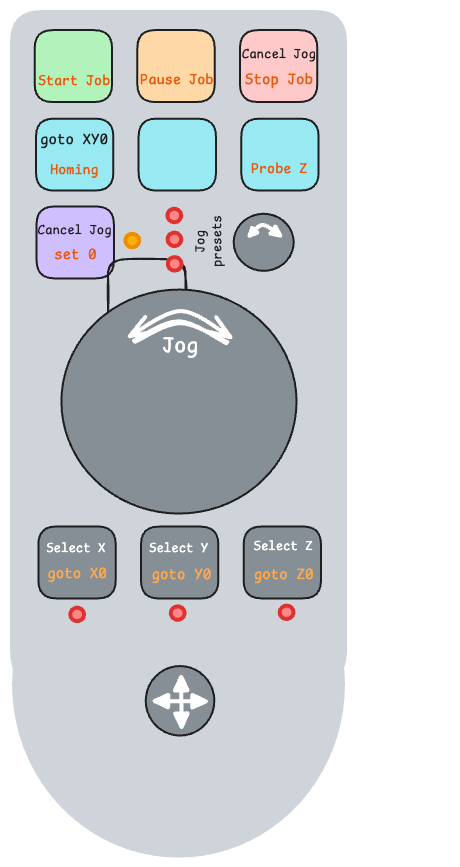 Start Job
Pause Job
Cancel Jog
Stop Job
goto XY0
Homing
Probe Z
Cancel Jog
set 0
Jog
presets
Jog
Select X
goto X0
Select Y
goto Y0
Select Z
goto Z0